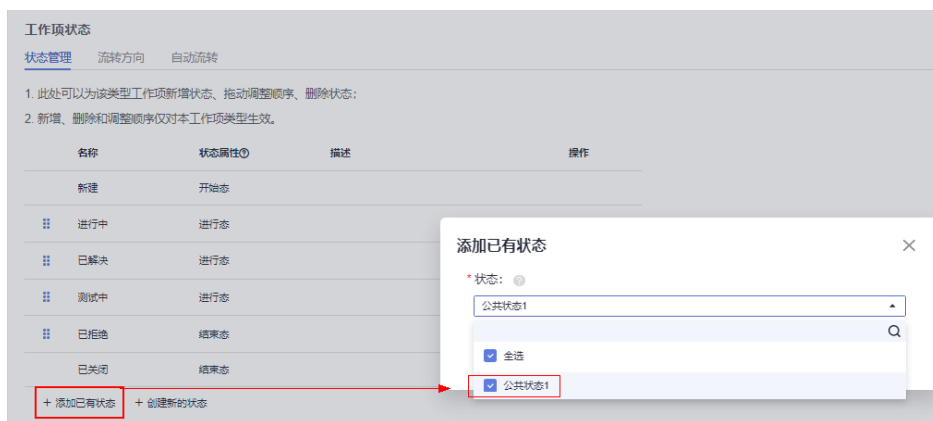 工作项状态
状态管理 流转方向 自动流转
1. 此处可以为该类型工作项新增状态、拖动调整顺序、删除状态；
2. 新增、删除和调整顺序仅对本工作项类型生效。
名称 状态属性 描述 操作
新建 开始态
进行中 进行态
已解决 进行态
测试中 进行态
已拒绝 结束态
已关闭 结束态
+ 添加已有状态 + 创建新的状态
添加已有状态
* 状态：
公共状态1
全选
公共状态1